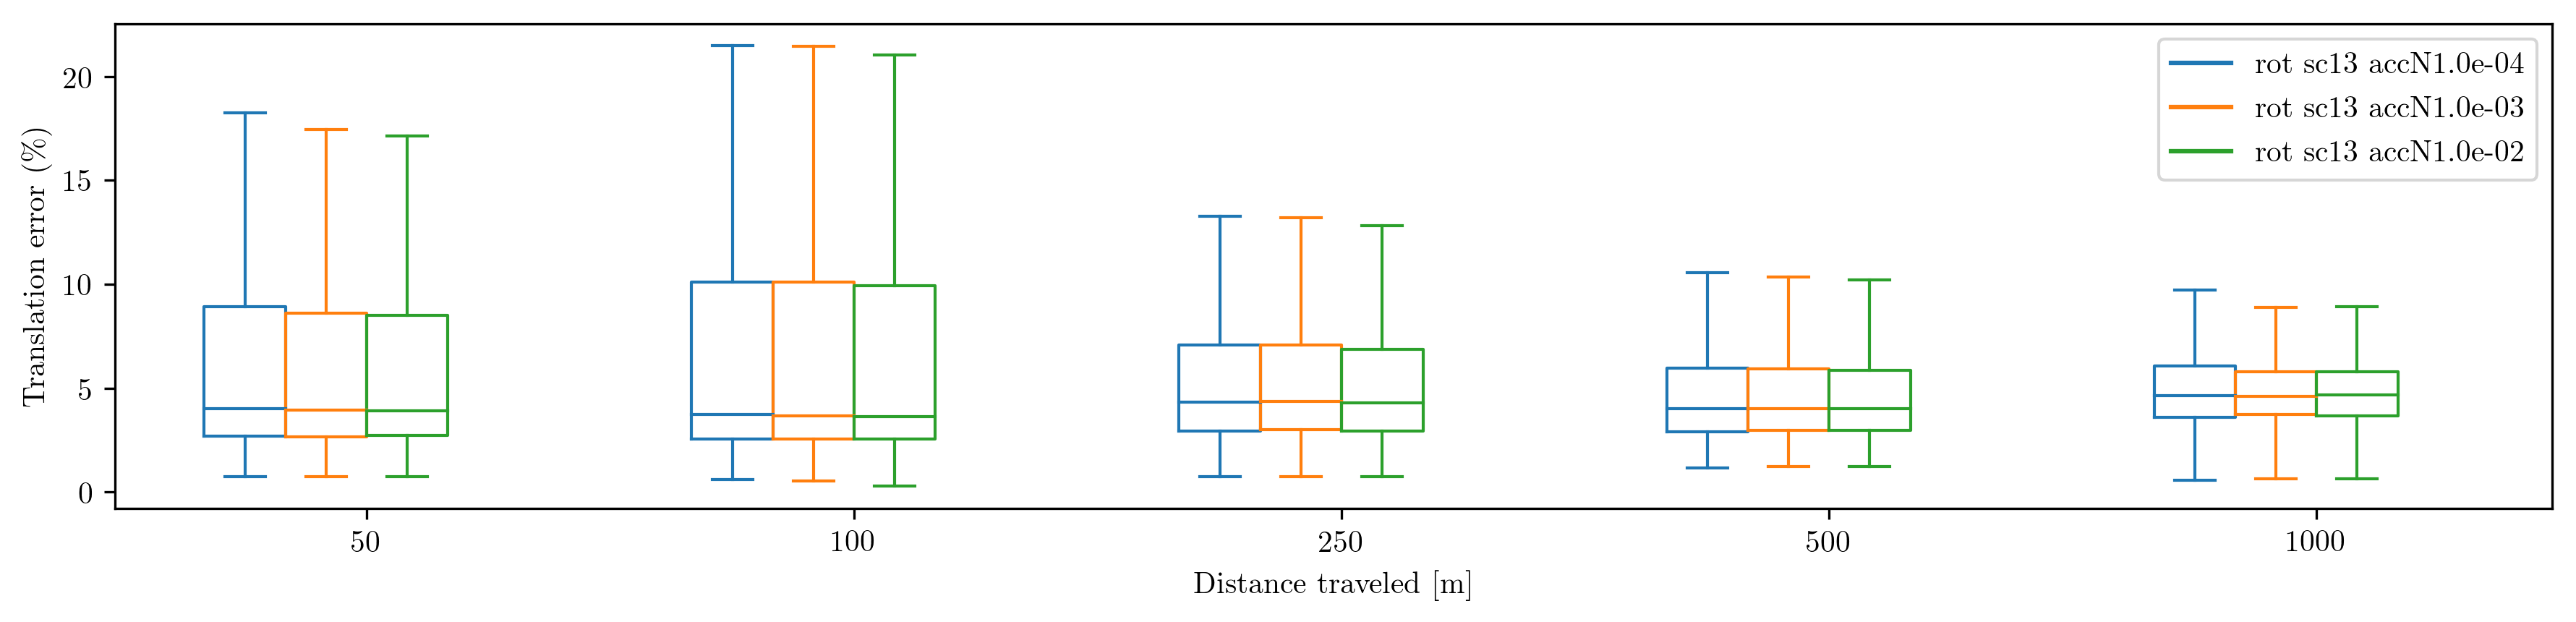 Translation error (%)
20
15
10
5
0
rot sc13 accN1.0e-04
rot sc13 accN1.0e-03
rot sc13 accN1.0e-02
50 100 250 500 1000
Distance traveled [m]